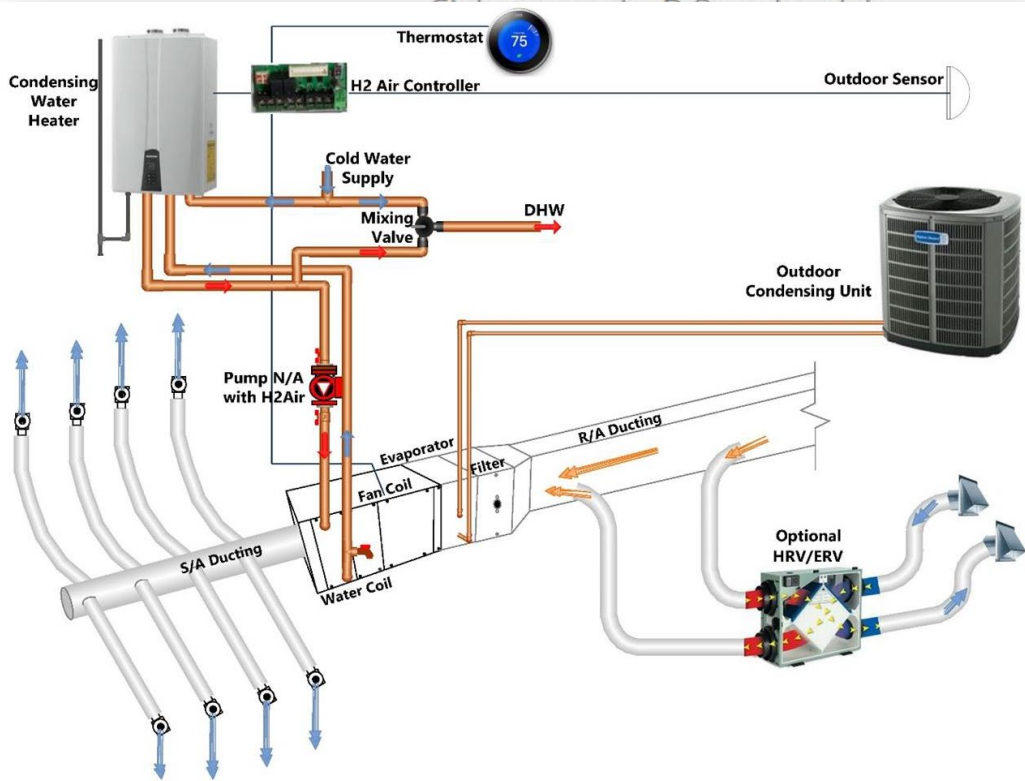 Thermostat
75
Condensing
Water
Heater
H2 Air Controller
Outdoor Sensor
Cold Water
Supply
Mixing
Valve
DHW
Outdoor
Condensing Unit
Pump N/A
with H2Air
R/A Ducting
Evaporator
Filter
Fan Coil
S/A Ducting
Water Coil
Optional
HRV/ERV